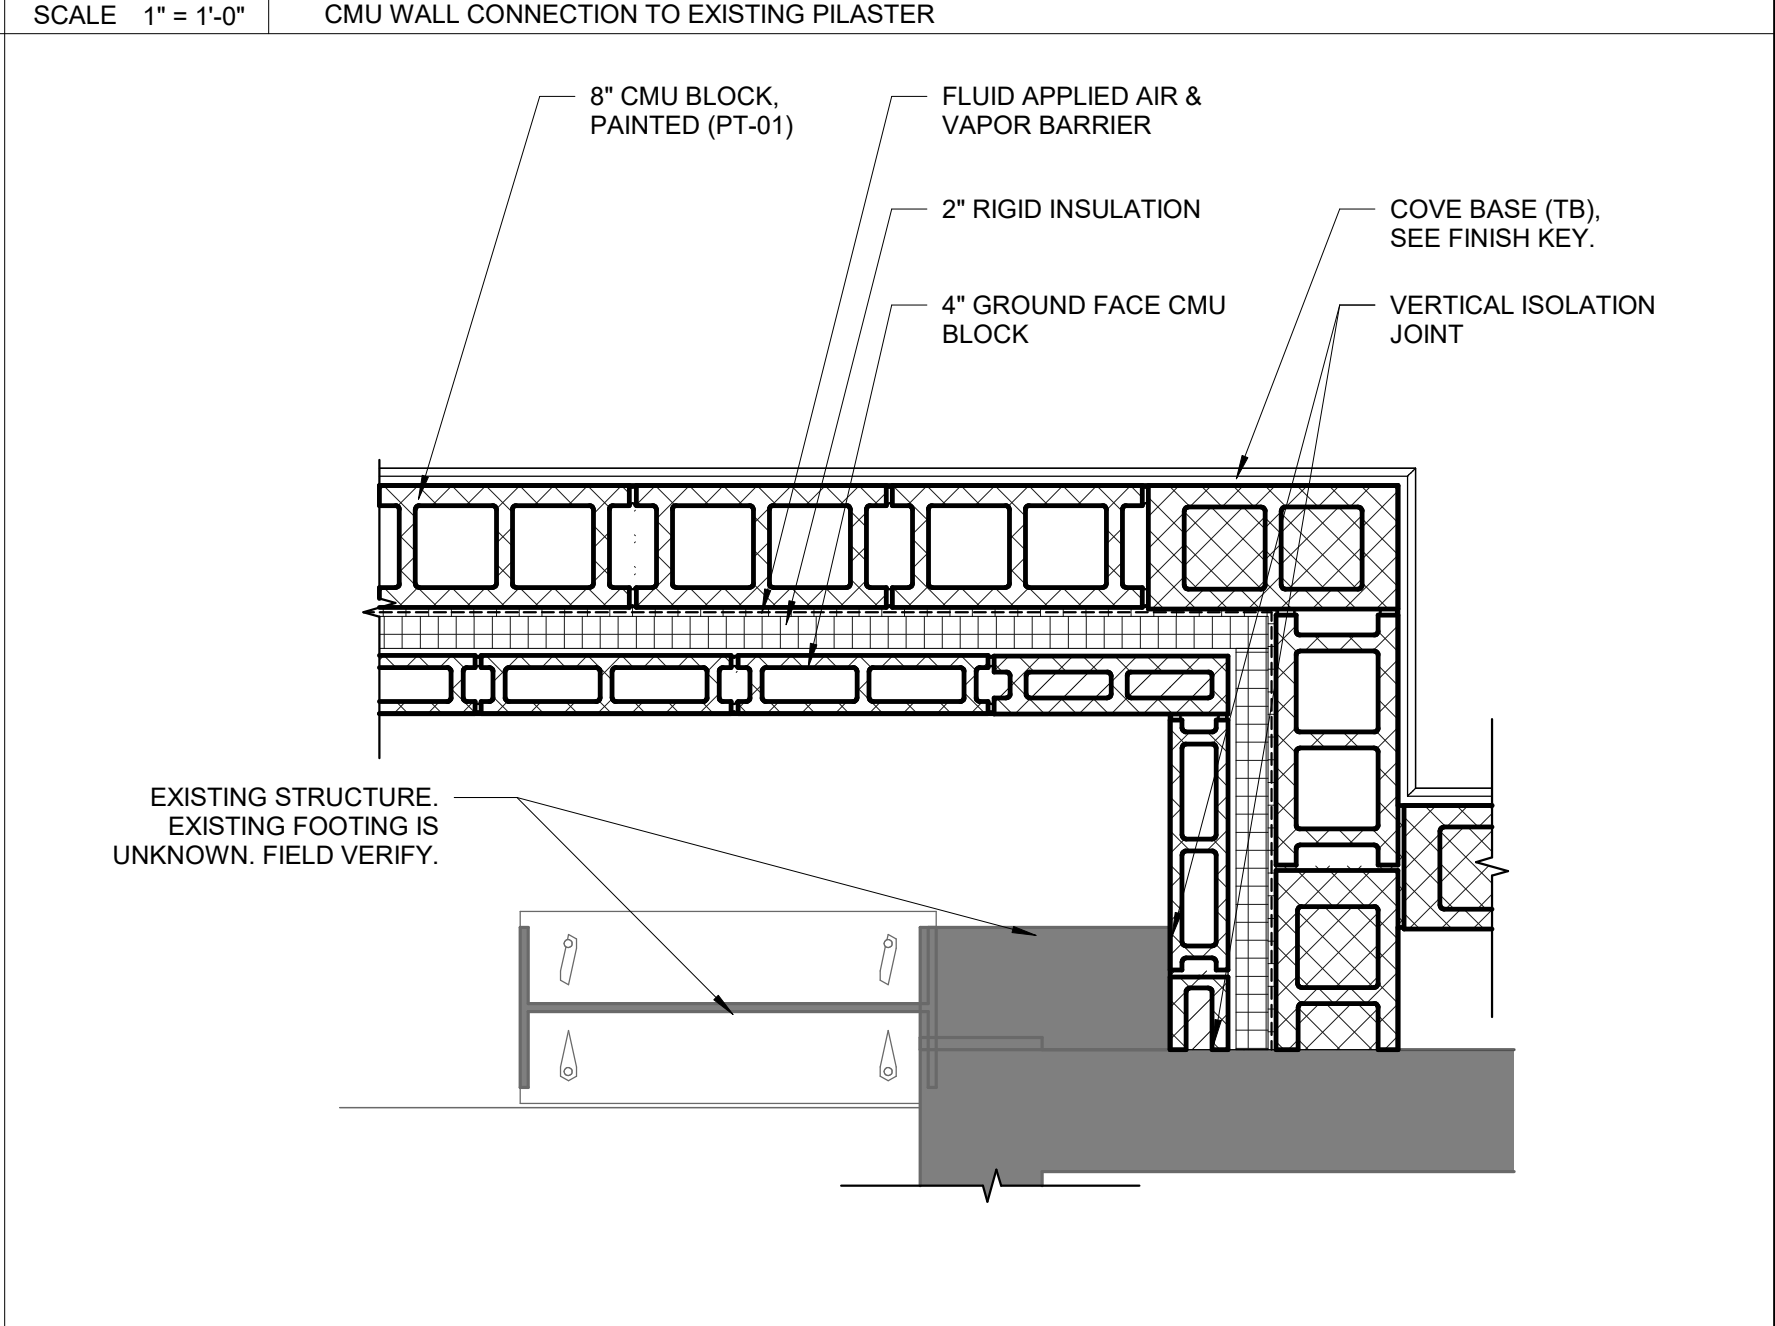 SCALE 1" = 1'-0"
CMU WALL CONNECTION TO EXISTING PILASTER
8" CMU BLOCK,
PAINTED (PT-01)
FLUID APPLIED AIR &
VAPOR BARRIER
2" RIGID INSULATION
COVE BASE (TB),
SEE FINISH KEY.
4" GROUND FACE CMU
BLOCK
VERTICAL ISOLATION
JOINT
EXISTING STRUCTURE.
EXISTING FOOTING IS
UNKNOWN. FIELD VERIFY.